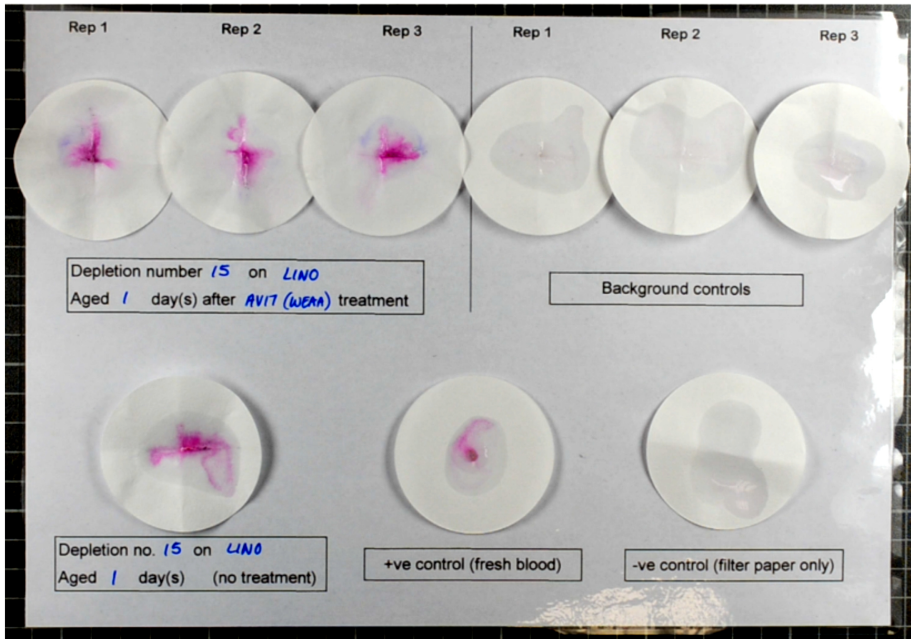 Rep 1 Rep 2 Rep 3 Rep 1 Rep 2 Rep 3
Depletion number 15 on LINO
Aged 1 day(s) after AV17 (WEAA) treatment
Background controls
Depletion no. 15 on LINO
Aged 1 day(s) (no treatment)
+ve control (fresh blood)
-ve control (filter paper only)